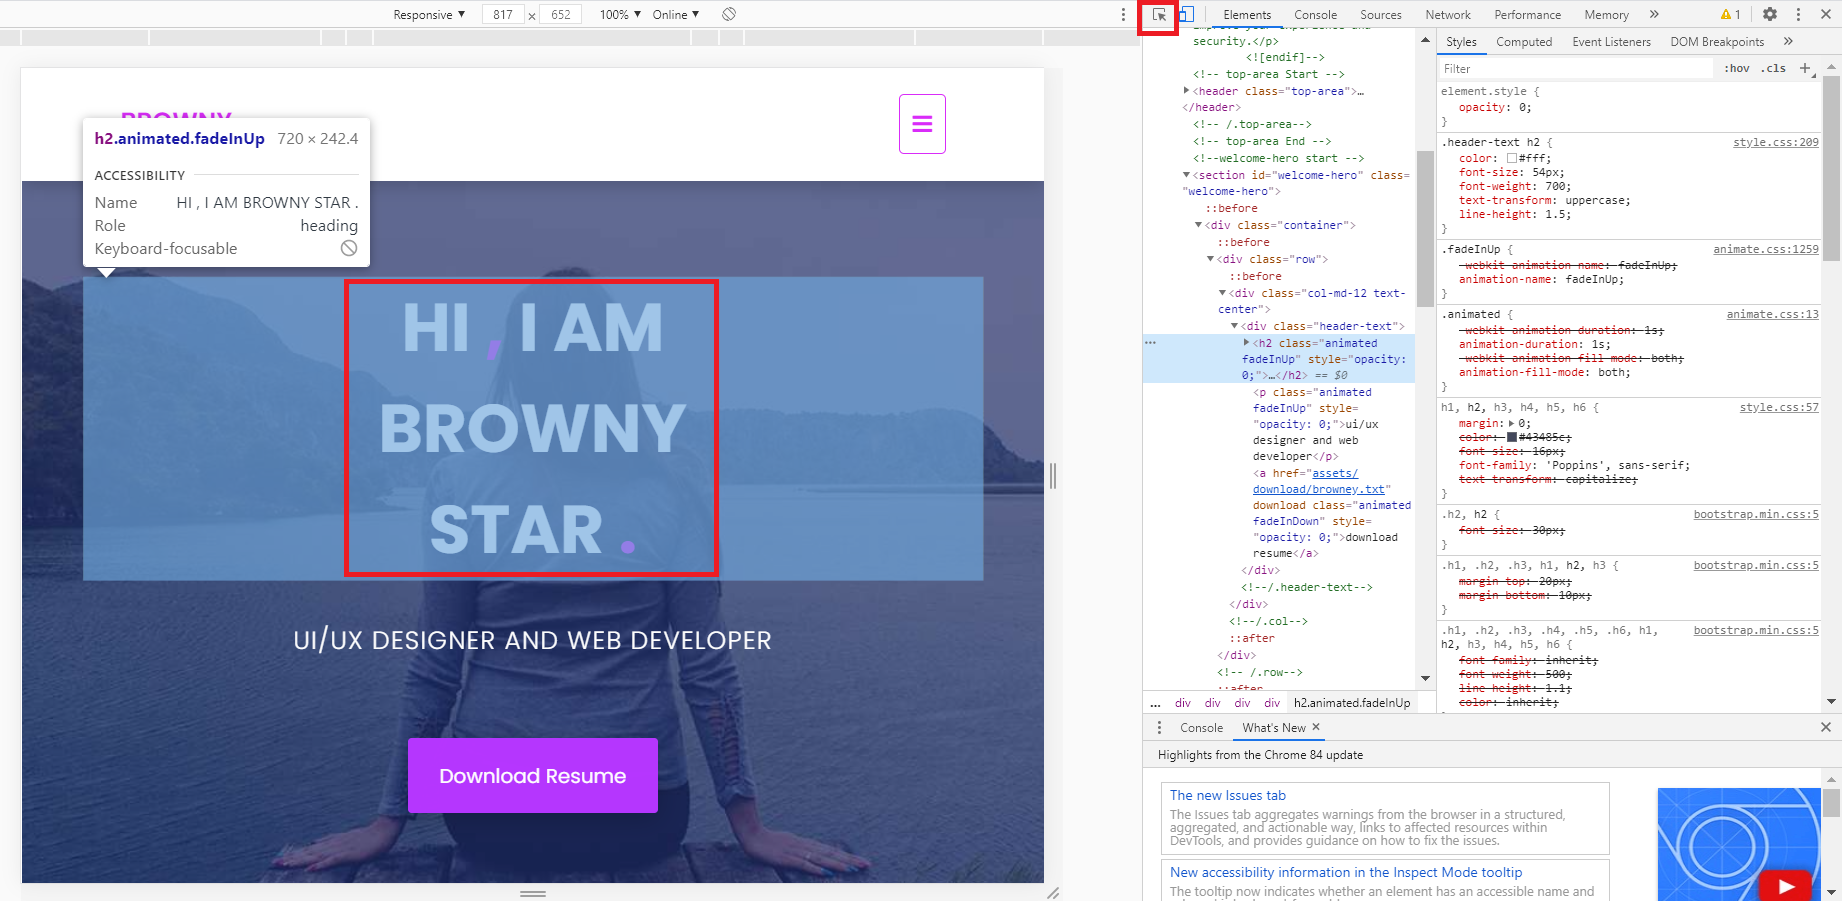 Responsive ▼ 817 × 652 100% ▼ Online ▼
BROWNY
h2.animated.fadeInUp 720 × 242.4
ACCESSIBILITY
Name HI , I AM BROWNY STAR .
Role heading
Keyboard-focusable
HI , I AM
BROWNY
STAR .
UI/UX DESIGNER AND WEB DEVELOPER
Download Resume
Elements Console Sources Network Performance Memory » 1
security.</p>
<![endif]-->
<!-- top-area Start -->
<header class="top-area">…
</header>
<!-- /.top-area-->
<!-- top-area End -->
<!--welcome-hero start -->
<section id="welcome-hero" class=
"welcome-hero">
::before
<div class="container">
::before
<div class="row">
::before
<div class="col-md-12 text-
center">
<div class="header-text">
<h2 class="animated
fadeInUp" style="opacity:
0;">…</h2> == $0
<p class="animated
fadeInUp" style=
"opacity: 0;">ui/ux
designer and web
developer</p>
<a href="assets/
download/browney.txt"
download class="animated
fadeInDown" style=
"opacity: 0;">download
resume</a>
</div>
<!--/.header-text-->
</div>
<!--/.col-->
::after
</div>
<!-- /.row-->
::after
... div div div div h2.animated.fadeInUp
Styles Computed Event Listeners DOM Breakpoints »
Filter :hov .cls +
element.style {
opacity: 0;
}
.header-text h2 { style.css:209
color: #fff;
font-size: 54px;
font-weight: 700;
text-transform: uppercase;
line-height: 1.5;
}
.fadeInUp { animate.css:1259
-webkit-animation-name: fadeInUp;
animation-name: fadeInUp;
}
.animated { animate.css:13
-webkit-animation-duration: 1s;
animation-duration: 1s;
-webkit-animation-fill-mode: both;
animation-fill-mode: both;
}
h1, h2, h3, h4, h5, h6 { style.css:57
margin: 0;
color: #43485c;
font-size: 16px;
font-family: 'Poppins', sans-serif;
text-transform: capitalize;
}
.h2, h2 { bootstrap.min.css:5
font-size: 30px;
}
.h1, .h2, .h3, h1, h2, h3 { bootstrap.min.css:5
margin-top: 20px;
margin-bottom: 10px;
}
.h1, .h2, .h3, .h4, .h5, .h6, h1, bootstrap.min.css:5
h2, h3, h4, h5, h6 {
font-family: inherit;
font-weight: 500;
line-height: 1.1;
color: inherit;
Console What's New ×
Highlights from the Chrome 84 update
The new Issues tab
The Issues tab aggregates warnings from the browser in a structured,
aggregated, and actionable way, links to affected resources within
DevTools, and provides guidance on how to fix the issues.
New accessibility information in the Inspect Mode tooltip
The tooltip now indicates whether an element has an accessible name and